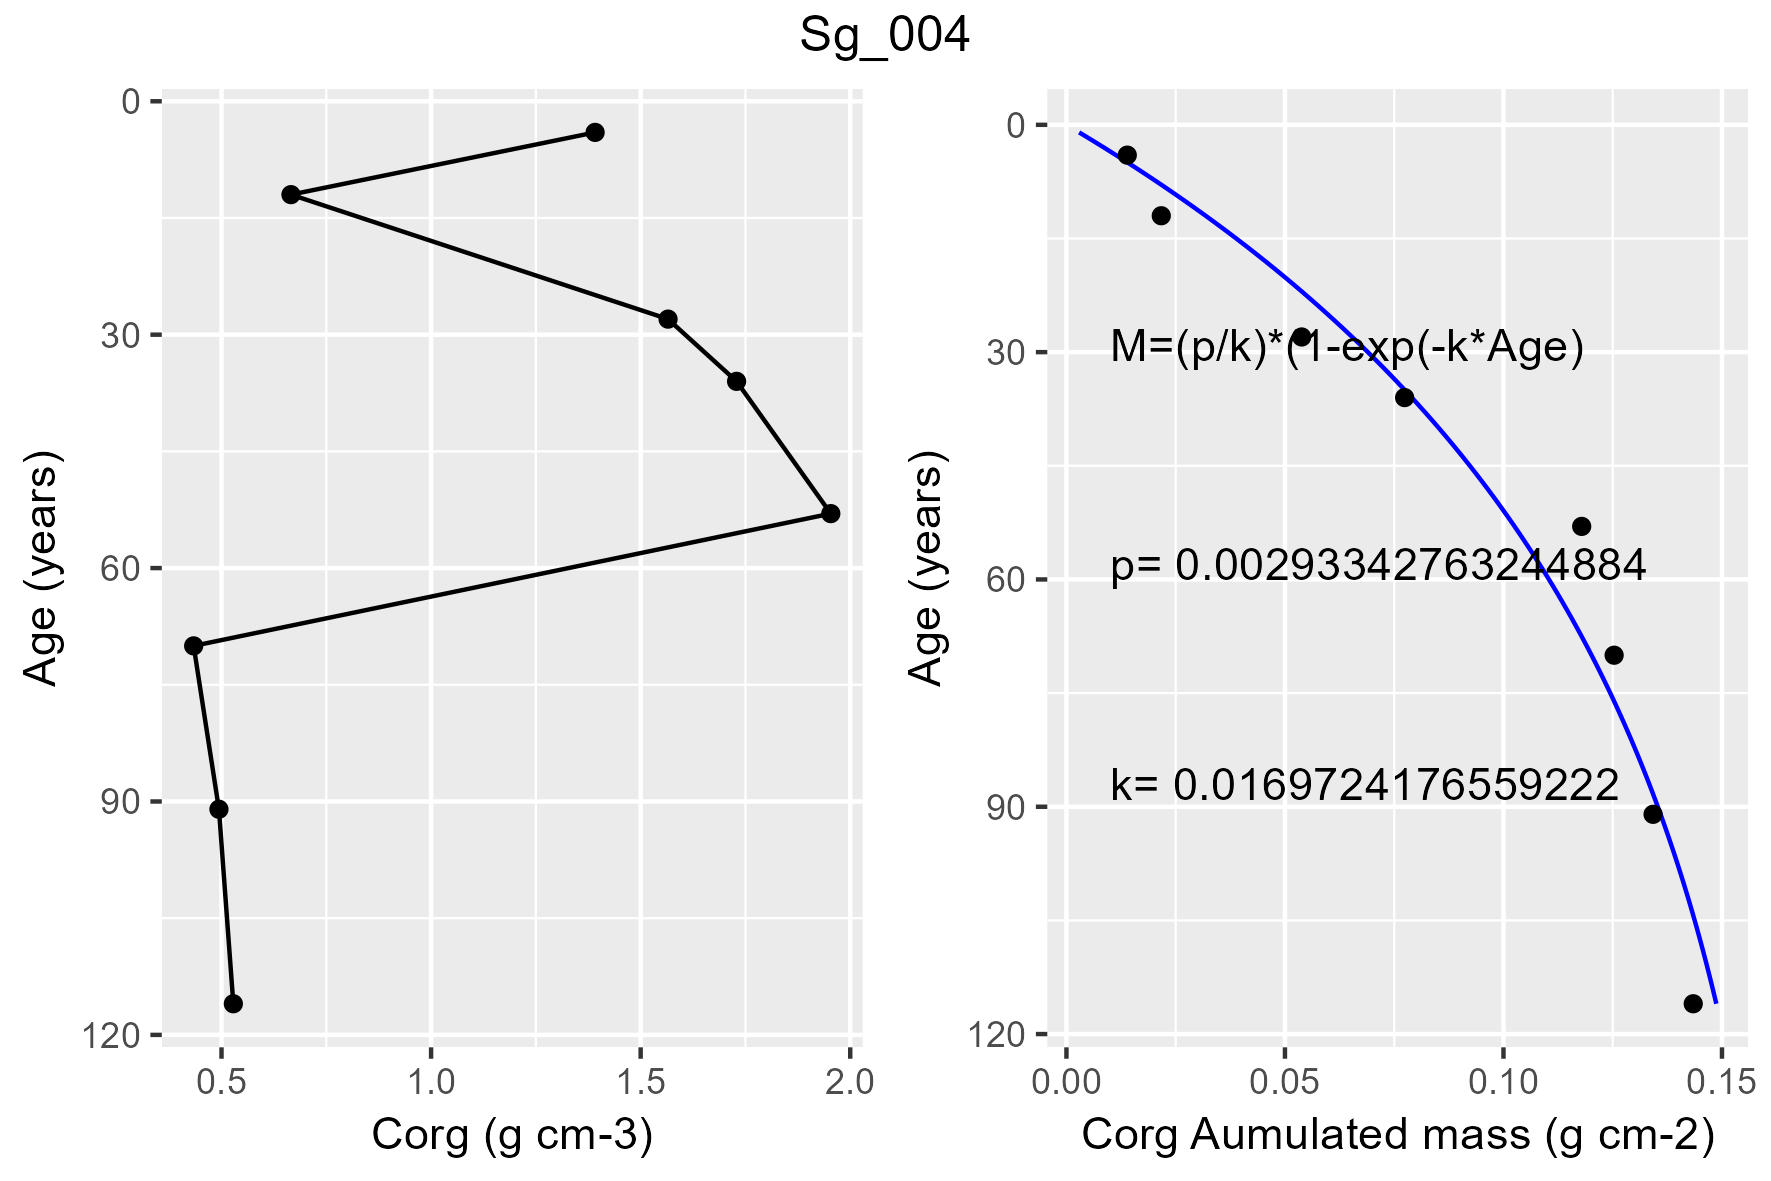 Sg_004
0
30
60
90
120
0.5
1.0
1.5
2.0
Age (years)
Corg (g cm-3)
0
30
60
90
120
0.00
0.05
0.10
0.15
Age (years)
Corg Aumulated mass (g cm-2)
M=(p/k)*(1-exp(-k*Age)
p= 0.00293342763244884
k= 0.0169724176559222